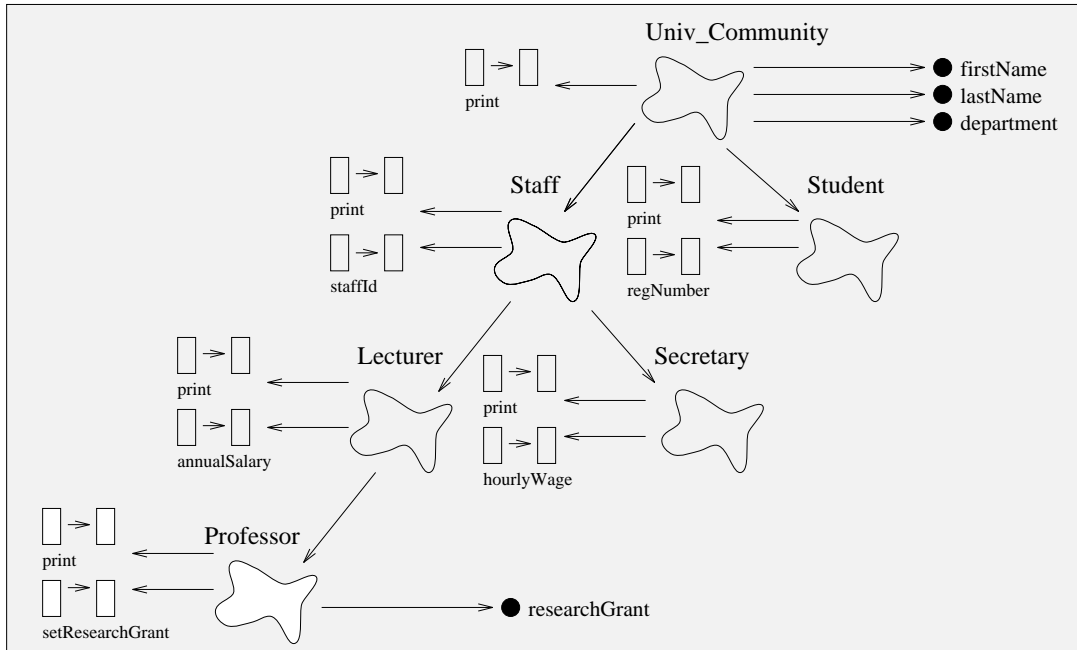 Univ_Community
firstName
lastName
department
print
Staff
Student
print
print
staffId
regNumber
Lecturer
Secretary
print
print
annualSalary
hourlyWage
Professor
print
researchGrant
setResearchGrant